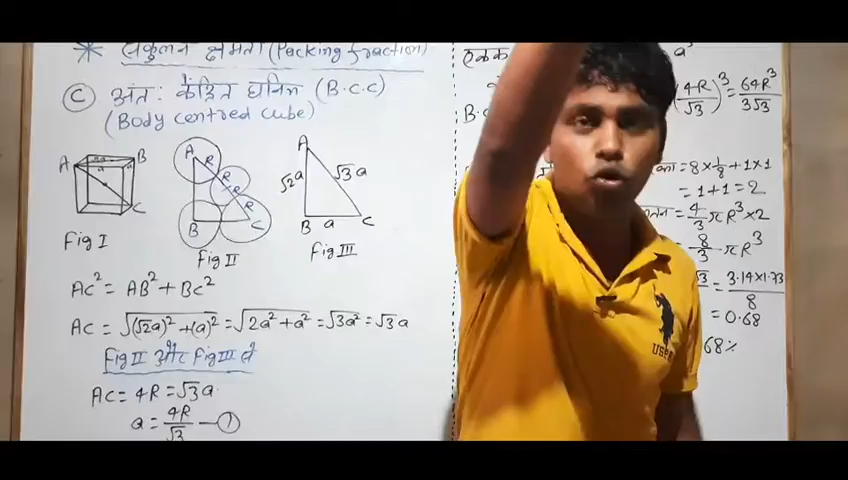 * संकुलन क्षमता (Packing fraction)
(C) अंत: केंद्रित घनिय (B.C.C)
(Body centred cube)
A B C a
Fig I
A R R R R B C
Fig II
A √2a √3 a B a C
Fig III
AC² = AB² + BC²
AC = √(√2a)² + (a)² = √2a² + a² = √3a² = √3 a
Fig II और Fig III से
AC = 4R = √3 a
a = 4R/√3 —(1)
एकक
a³
(4R/√3)³ = 64R³/3√3
= 8 × 1/8 + 1 × 1
= 1 + 1 = 2
= 4/3 πR³ × 2
= 8/3 πR³
= 3.14 × 1.73 / 8
= 0.68
68%
USPA